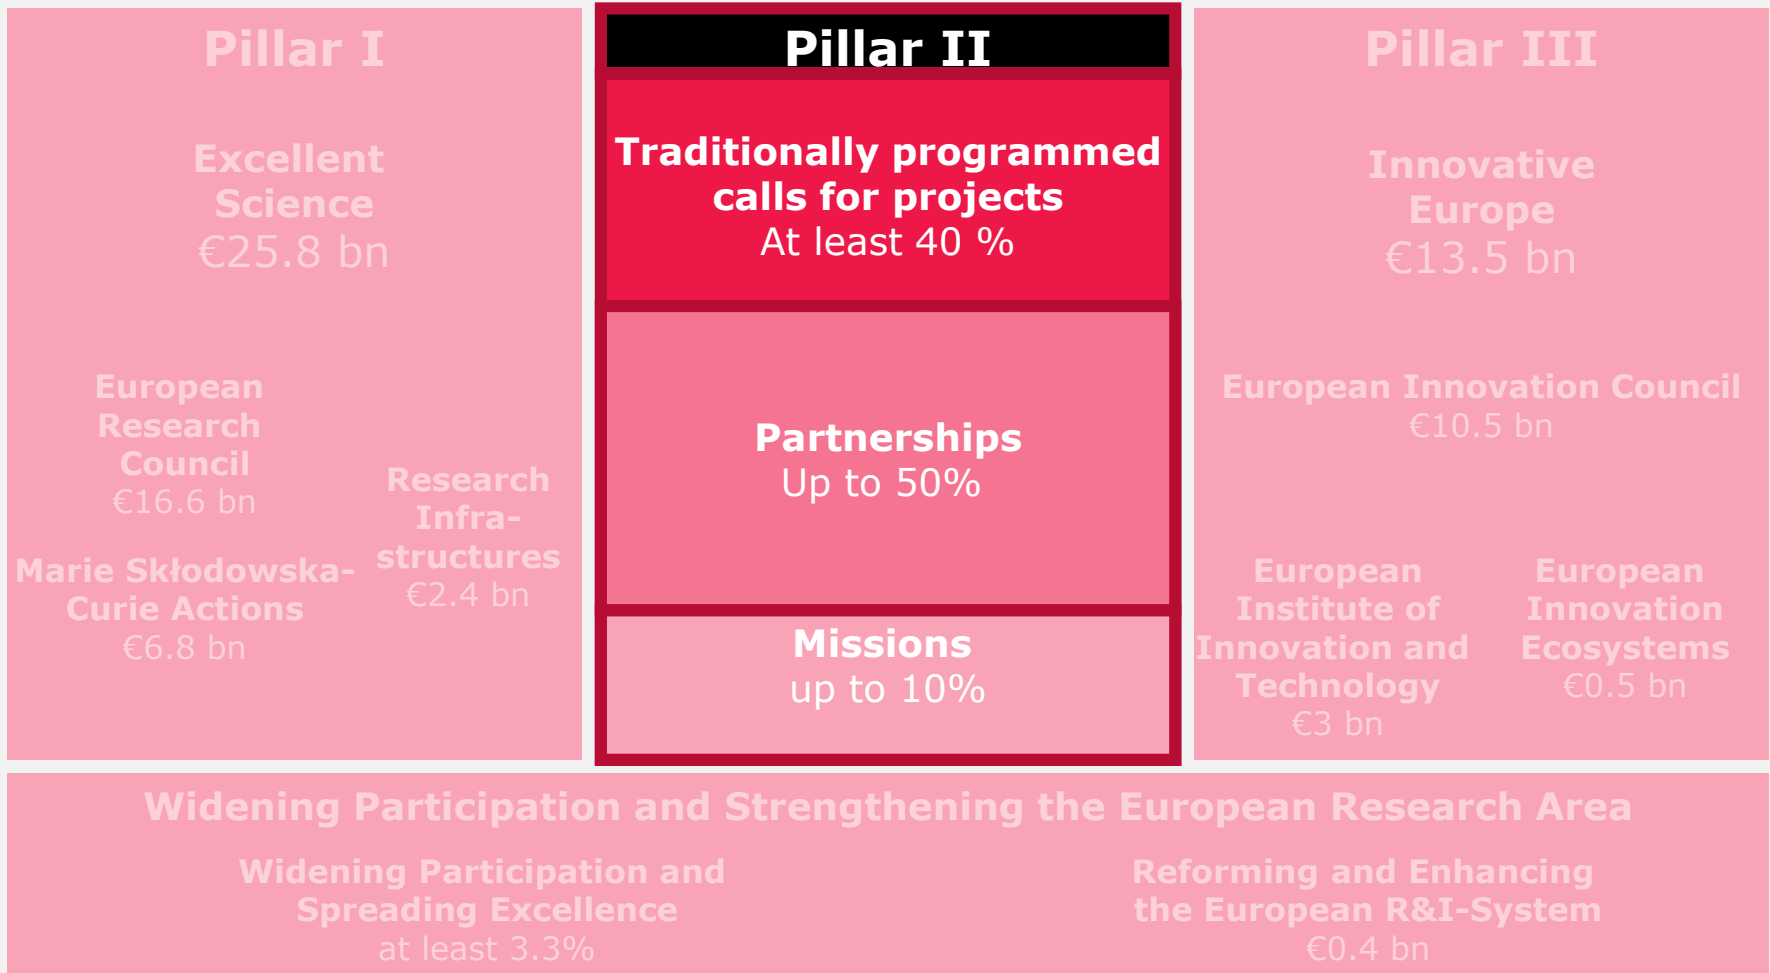 Pillar I
Excellent
Science
€25.8 bn
European
Research
Council
€16.6 bn
Marie Skłodowska-
Curie Actions
€6.8 bn
Research
Infra-
structures
€2.4 bn
Pillar II
Traditionally programmed
calls for projects
At least 40 %
Partnerships
Up to 50%
Missions
up to 10%
Pillar III
Innovative
Europe
€13.5 bn
European Innovation Council
€10.5 bn
European
Institute of
Innovation and
Technology
€3 bn
European
Innovation
Ecosystems
€0.5 bn
Widening Participation and Strengthening the European Research Area
Widening Participation and
Spreading Excellence
at least 3.3%
Reforming and Enhancing
the European R&I-System
€0.4 bn